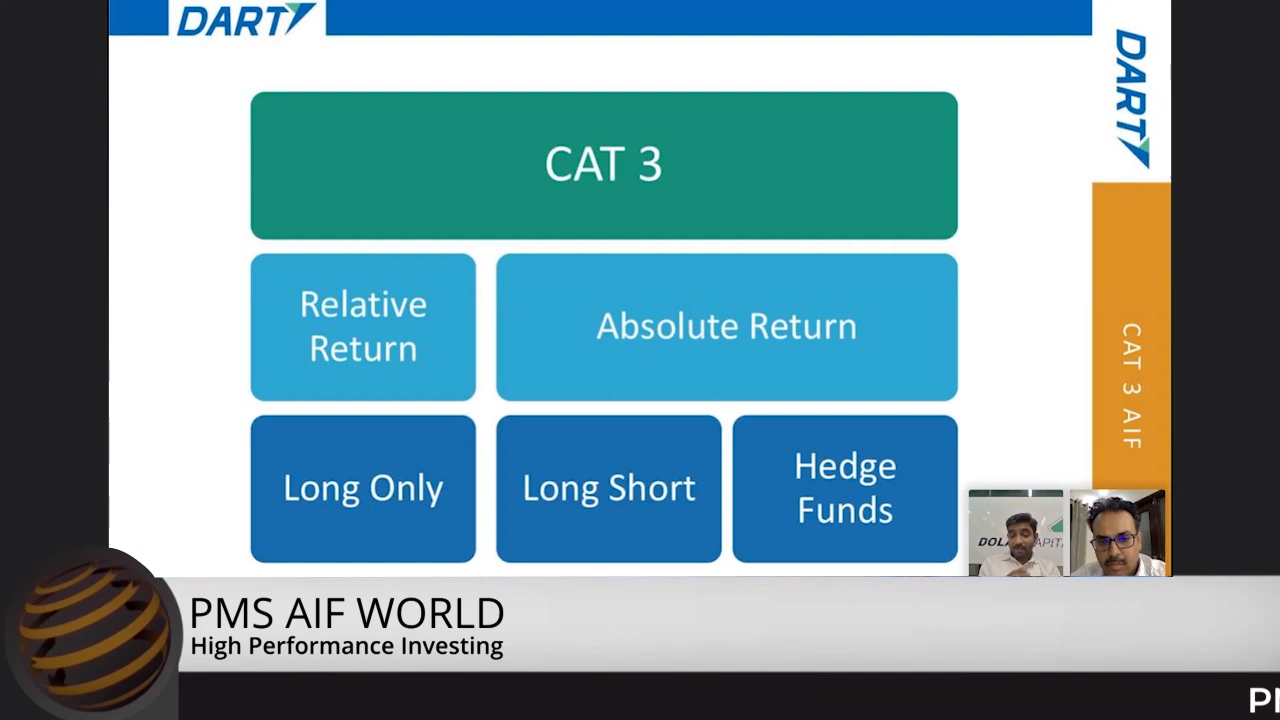 DART
DART
CAT 3
Relative
Return
Absolute Return
Long Only
Long Short
Hedge
Funds
CAT 3 AIF
PMS AIF WORLD
High Performance Investing